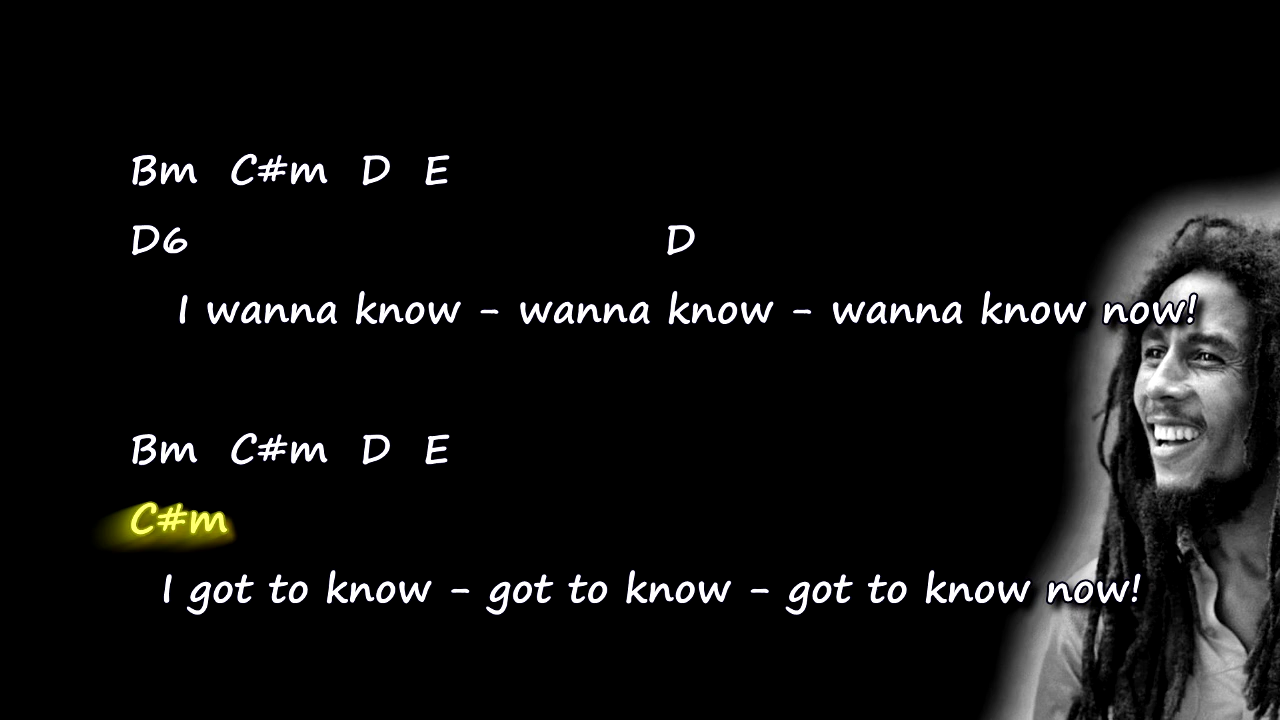 Bm C#m D E
D6 D
I wanna know - wanna know - wanna know now!
Bm C#m D E
C#m
I got to know - got to know - got to know now!